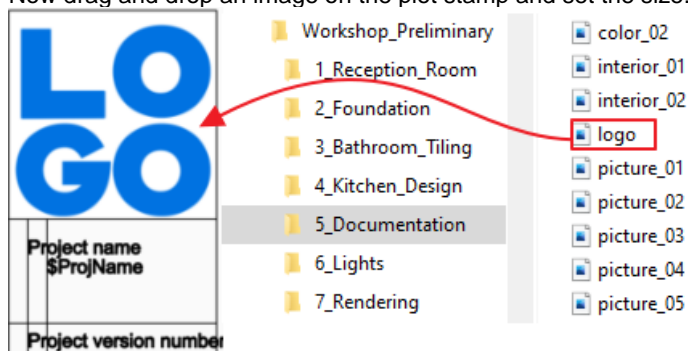 Now drag and drop an image on the plot stamp and set the size.
LO
GO
Project name
$ProjName
Project version number
Workshop_Preliminary
1_Reception_Room
2_Foundation
3_Bathroom_Tiling
4_Kitchen_Design
5_Documentation
6_Lights
7_Rendering
color_02
interior_01
interior_02
logo
picture_01
picture_02
picture_03
picture_04
picture_05